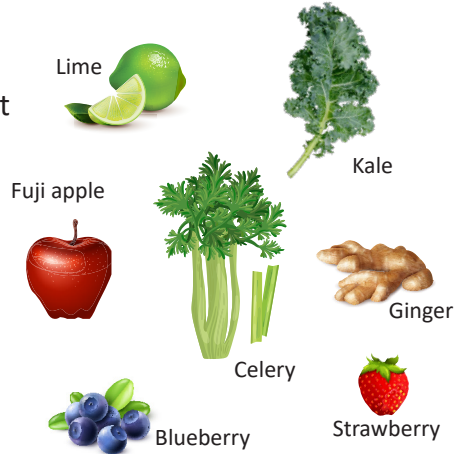 Lime
t
Kale
Fuji apple
Ginger
Celery
Strawberry
Blueberry